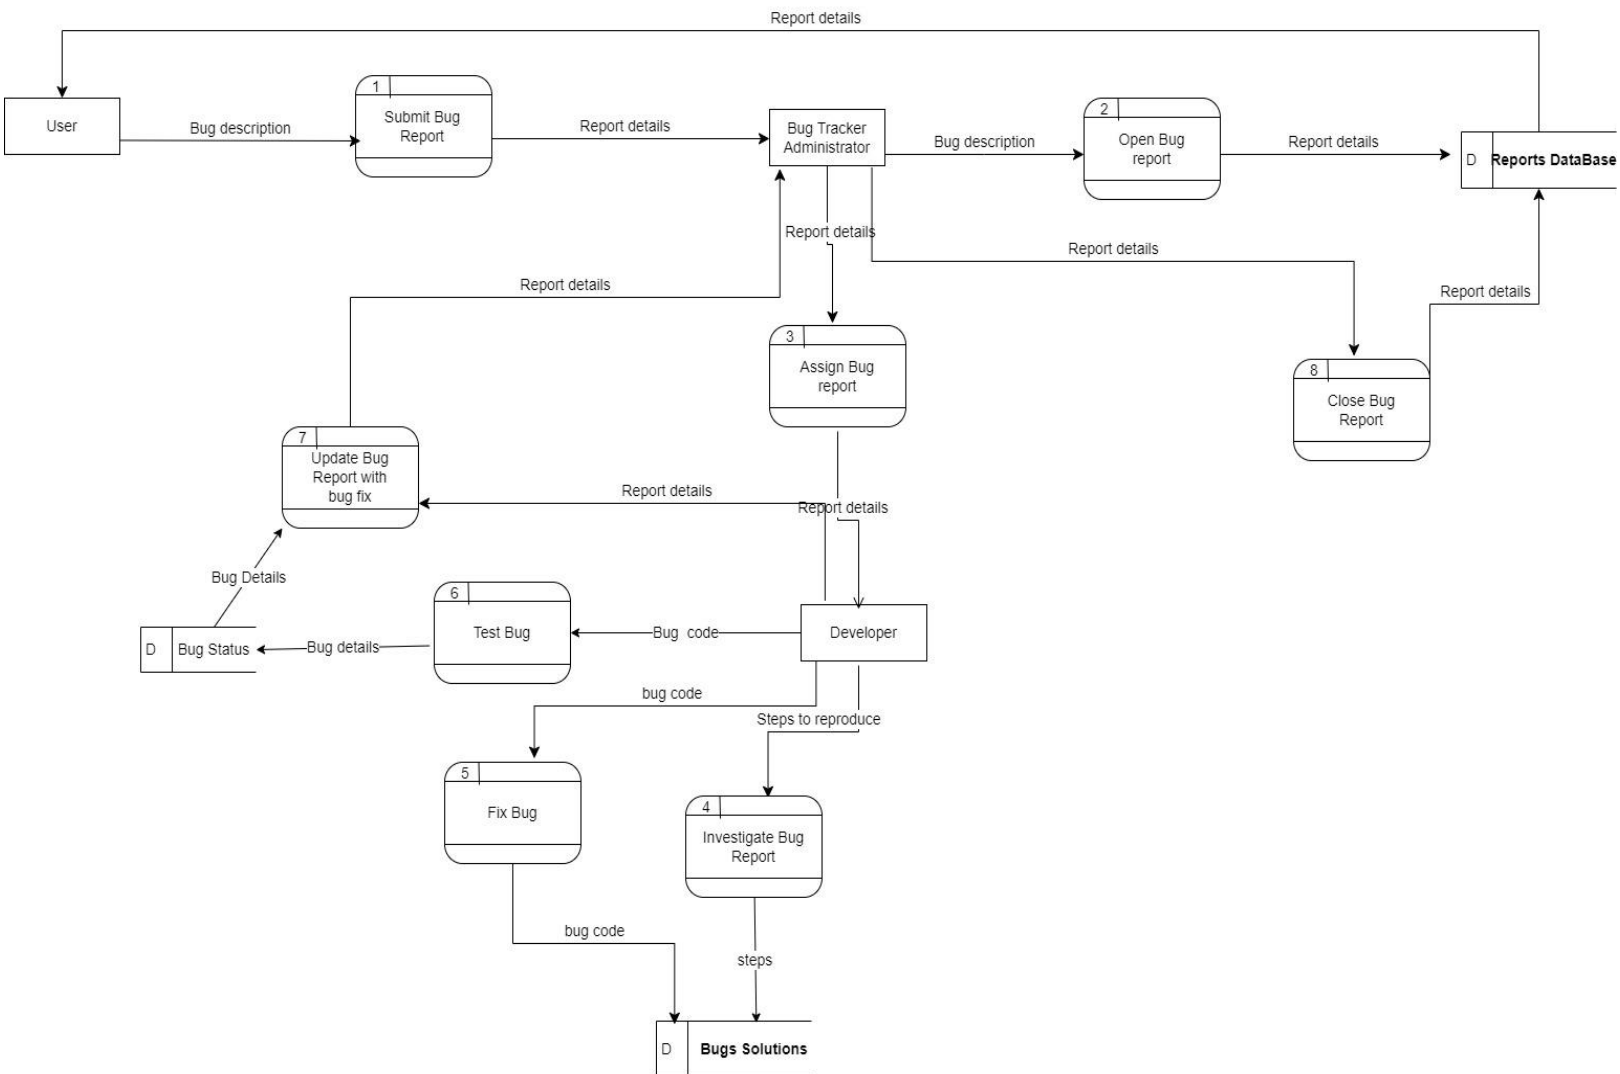 Report details
1
Submit Bug
Report
User
Bug description
Report details
Bug Tracker
Administrator
Bug description
2
Open Bug
report
Report details
D
Reports DataBase
Report details
Report details
Report details
Report details
3
Assign Bug
report
8
Close Bug
Report
7
Update Bug
Report with
bug fix
Report details
Report details
Bug Details
6
Test Bug
Bug code
Developer
D
Bug Status
Bug details
bug code
Steps to reproduce
5
Fix Bug
4
Investigate Bug
Report
bug code
steps
D
Bugs Solutions